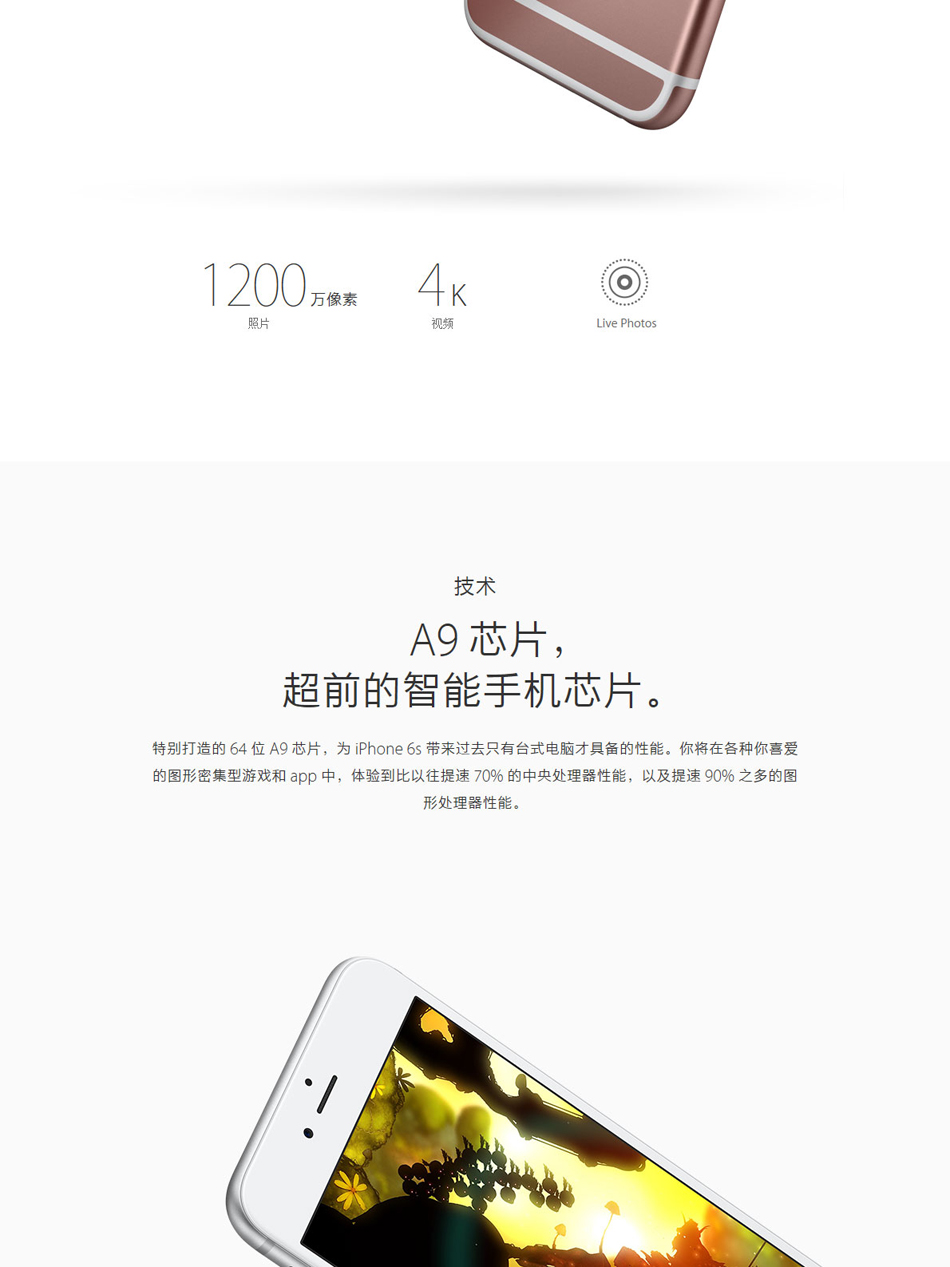 1200 万像素
照片
4 K
视频
Live Photos
技术
A9 芯片，
超前的智能手机芯片。
特别打造的 64 位 A9 芯片，为 iPhone 6s 带来过去只有台式电脑才具备的性能。你将在各种你喜爱
的图形密集型游戏和 app 中，体验到比以往提速 70% 的中央处理器性能，以及提速 90% 之多的图
形处理器性能。